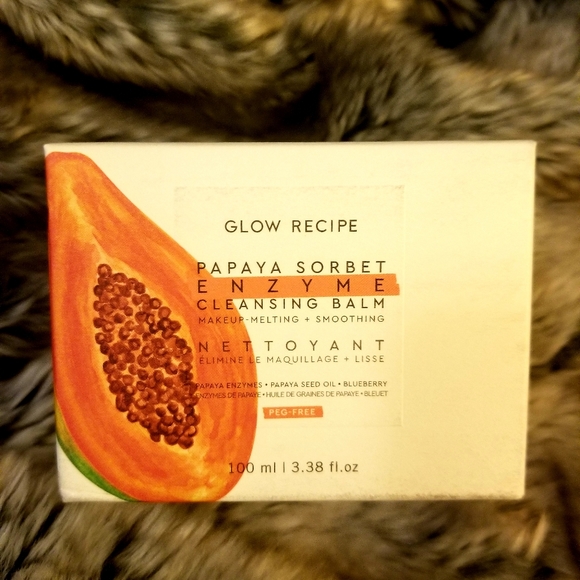 GLOW RECIPE
PAPAYA SORBET
ENZYME
CLEANSING BALM
MAKEUP-MELTING + SMOOTHING
NETTOYANT
ÉLIMINE LE MAQUILLAGE + LISSE
PAPAYA ENZYMES • PAPAYA SEED OIL • BLUEBERRY
ENZYMES DE PAPAYE • HUILE DE GRAINES DE PAPAYE • BLEUET
PEG-FREE
100 ml | 3.38 fl.oz